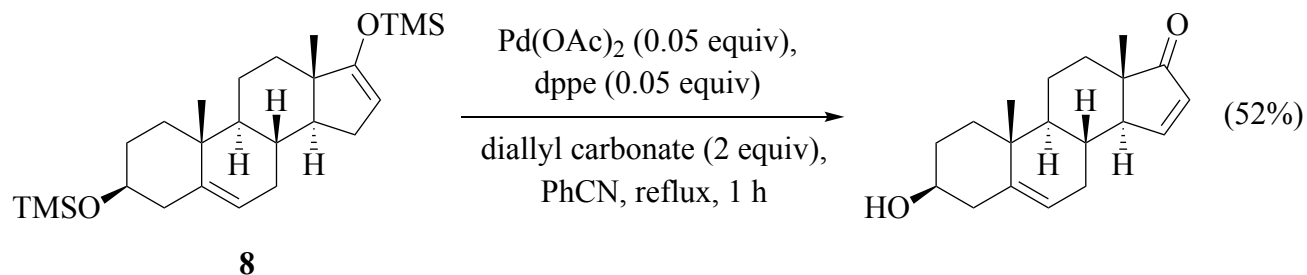 OTMS
H
H
H
TMSO
8
Pd(OAc)2 (0.05 equiv),
dppe (0.05 equiv)
diallyl carbonate (2 equiv),
PhCN, reflux, 1 h
O
H
H
H
HO
(52%)